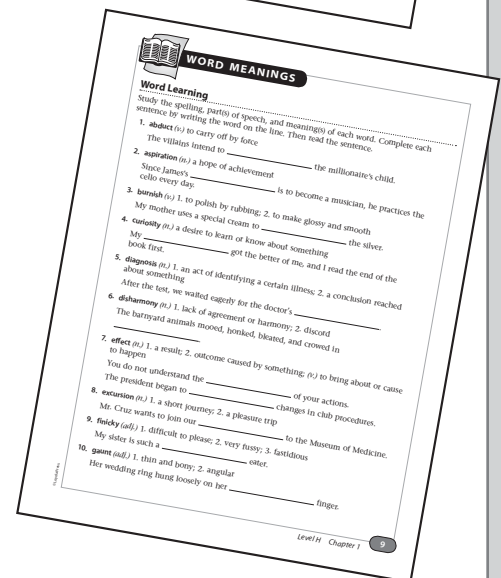 WORD MEANINGS
Word Learning
Study the spelling, part(s) of speech, and meaning(s) of each word. Complete each
sentence by writing the word on the line. Then read the sentence.
1. abduct (v.) to carry off by force
The villains intend to ____________ the millionaire's child.
2. aspiration (n.) a hope of achievement
Since James's ____________ is to become a musician, he practices the
cello every day.
3. burnish (v.) 1. to polish by rubbing; 2. to make glossy and smooth
My mother uses a special cream to ____________ the silver.
4. curiosity (n.) a desire to learn or know about something
My ____________ got the better of me, and I read the end of the
book first.
5. diagnosis (n.) 1. an act of identifying a certain illness; 2. a conclusion reached
about something
After the test, we waited eagerly for the doctor's ____________.
6. disharmony (n.) 1. lack of agreement or harmony; 2. discord
The barnyard animals mooed, honked, bleated, and crowed in
____________.
7. effect (n.) 1. a result; 2. outcome caused by something; (v.) to bring about or cause
to happen
You do not understand the ____________ of your actions.
The president began to ____________ changes in club procedures.
8. excursion (n.) 1. a short journey; 2. a pleasure trip
Mr. Cruz wants to join our ____________ to the Museum of Medicine.
9. finicky (adj.) 1. difficult to please; 2. very fussy; 3. fastidious
My sister is such a ____________ eater.
10. gaunt (adj.) 1. thin and bony; 2. angular
Her wedding ring hung loosely on her ____________ finger.
Level H Chapter 1 9